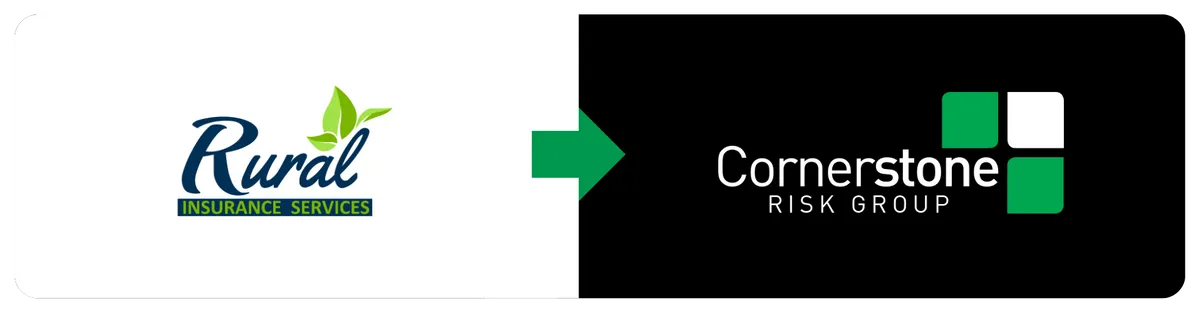 Rural
INSURANCE SERVICES
Cornerstone
RISK GROUP